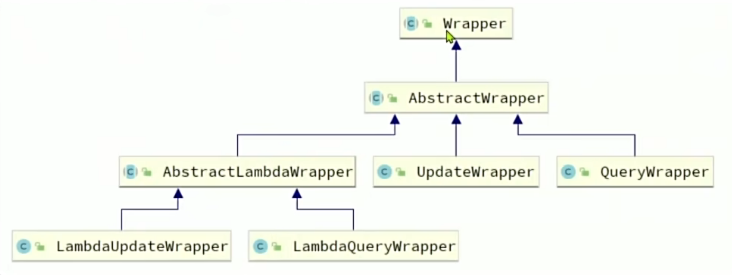 Wrapper
AbstractWrapper
AbstractLambdaWrapper
UpdateWrapper
QueryWrapper
LambdaUpdateWrapper
LambdaQueryWrapper